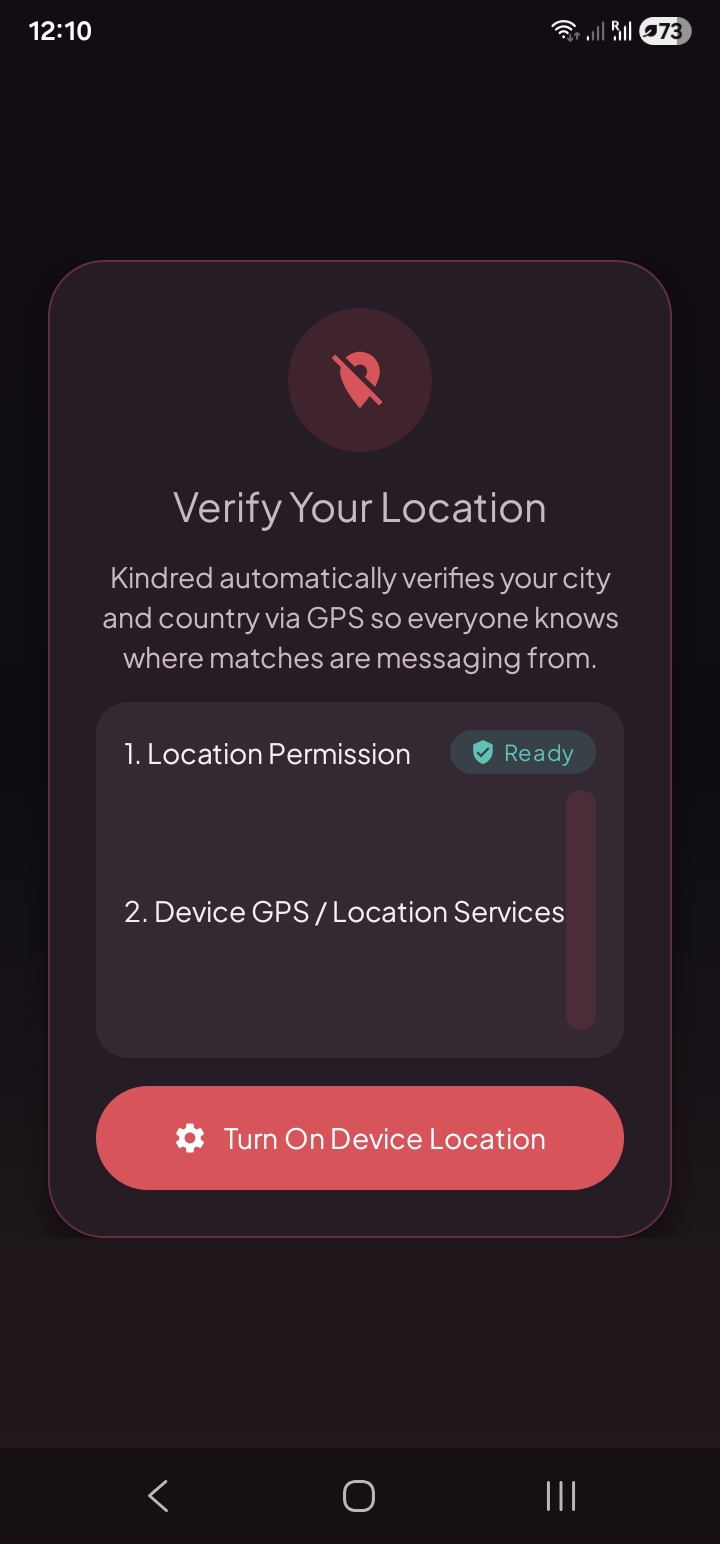 12:10
R
73
Verify Your Location
Kindred automatically verifies your city
and country via GPS so everyone knows
where matches are messaging from.
1. Location Permission
Ready
2. Device GPS / Location Services
Turn On Device Location